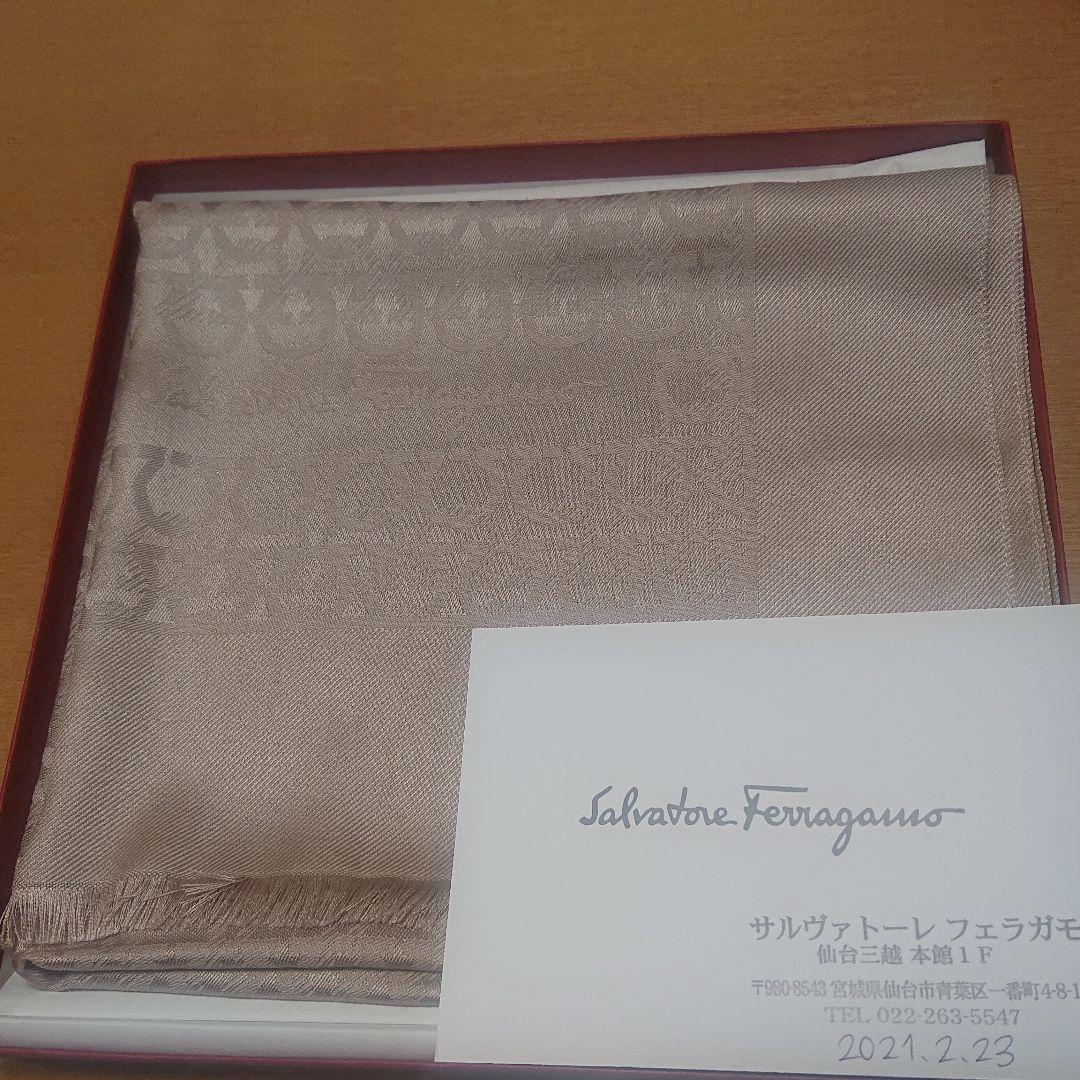 Salvatore Ferragamo
サルヴァトーレ フェラガモ
仙台三越 本館1F
〒980-8543 宮城県仙台市青葉区一番町4-8-1
TEL 022-263-5547
2021.2.23